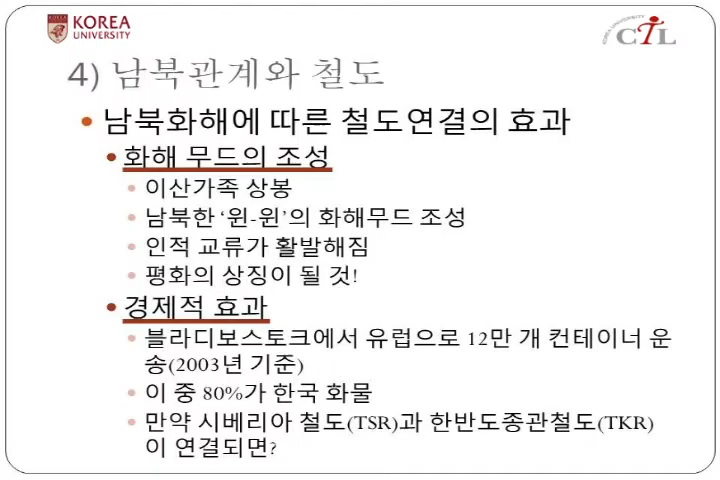 KOREA
UNIVERSITY
KOREA UNIVERSITY
CTL
4) 남북관계와 철도
• 남북화해에 따른 철도연결의 효과
• 화해 무드의 조성
• 이산가족 상봉
• 남북한 ‘윈-윈’의 화해무드 조성
• 인적 교류가 활발해짐
• 평화의 상징이 될 것!
• 경제적 효과
• 블라디보스토크에서 유럽으로 12만 개 컨테이너 운
송(2003년 기준)
• 이 중 80%가 한국 화물
• 만약 시베리아 철도(TSR)과 한반도종관철도(TKR)
이 연결되면?